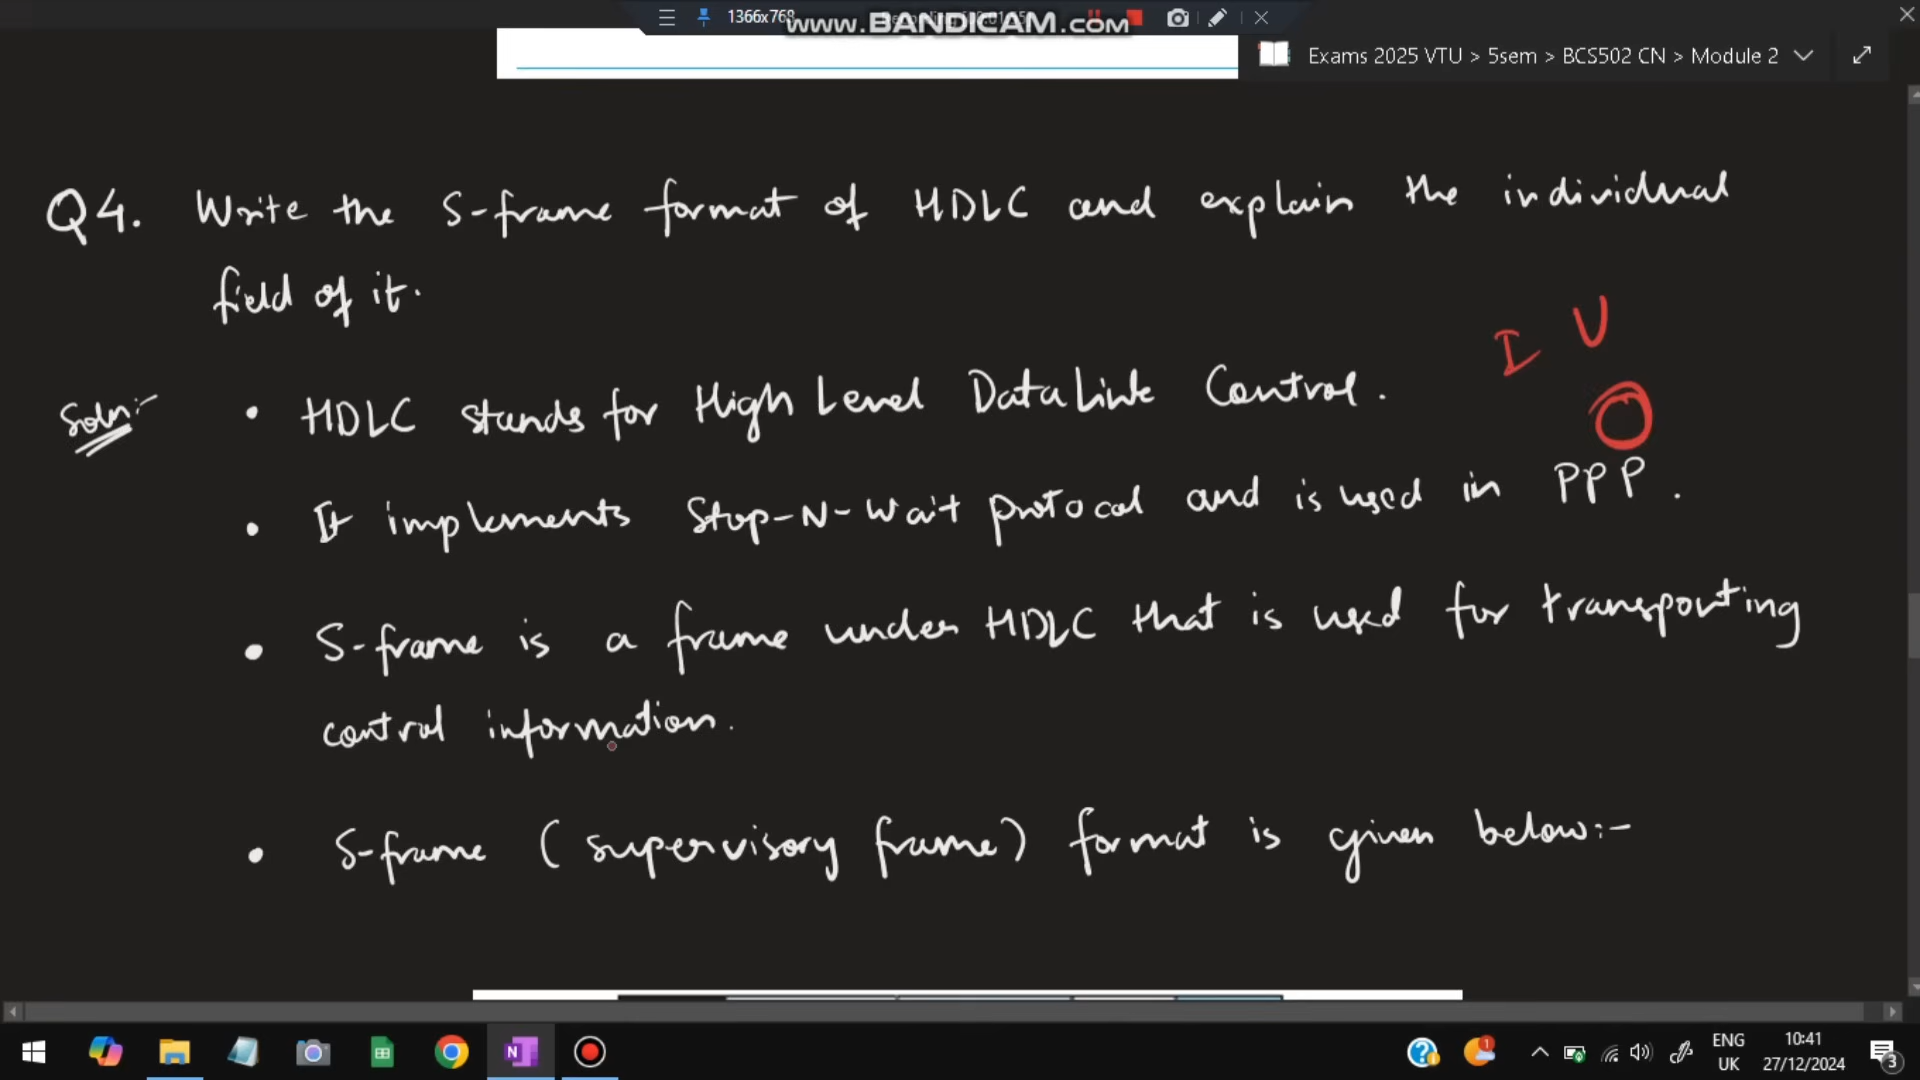 1366x768
www.BANDICAM.com
Exams 2025 VTU > 5sem > BCS502 CN > Module 2
Q4. Write the S-frame format of HDLC and explain the individual
field of it.
I U
Soln:-
• HDLC stands for High Level Data Link Control.
• It implements Stop-N-Wait protocol and is used in PPP.
• S-frame is a frame under HDLC that is used for transporting
control information.
• S-frame (supervisory frame) format is given below:-
ENG
UK
10:41
27/12/2024
1
3